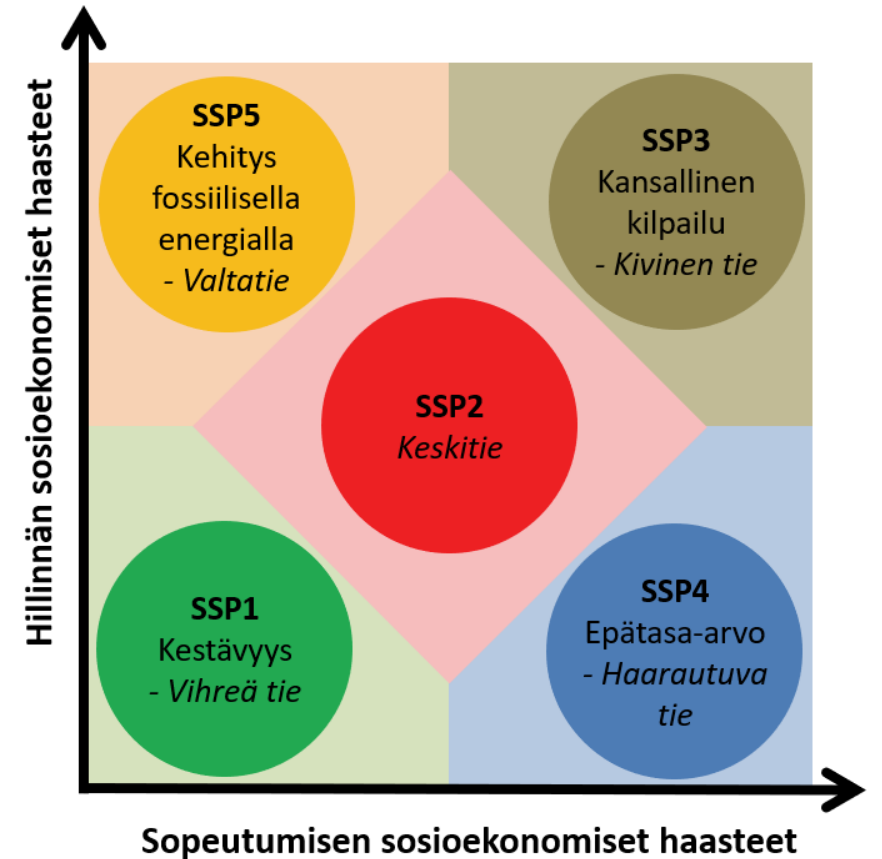 Hillinnän sosioekonomiset haasteet
SSP5
Kehitys
fossiilisella
energialla
- Valtatie
SSP3
Kansallinen
kilpailu
- Kivinen tie
SSP2
Keskitie
SSP1
Kestävyys
- Vihreä tie
SSP4
Epätasa-arvo
- Haarautuva
tie
Sopeutumisen sosioekonomiset haasteet